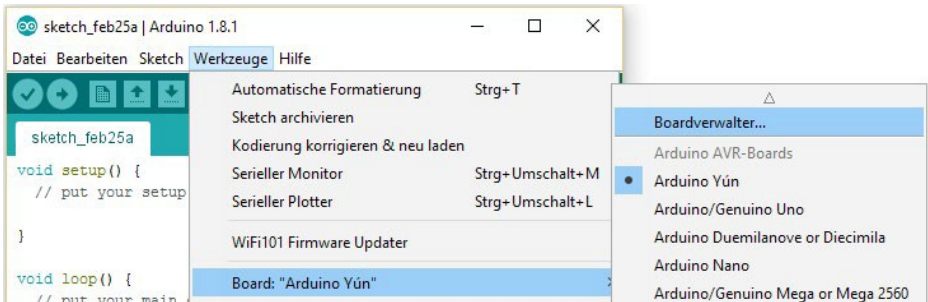 sketch_feb25a | Arduino 1.8.1
Datei Bearbeiten Sketch Werkzeuge Hilfe
sketch_feb25a
void setup() {
// put your setup
}
void loop() {
// put your main
Automatische Formatierung Strg+T
Sketch archivieren
Kodierung korrigieren & neu laden
Serieller Monitor Strg+Umschalt+M
Serieller Plotter Strg+Umschalt+L
WiFi101 Firmware Updater
Board: "Arduino Yún"
Boardverwalter...
Arduino AVR-Boards
Arduino Yún
Arduino/Genuino Uno
Arduino Duemilanove or Diecimila
Arduino Nano
Arduino/Genuino Mega or Mega 2560